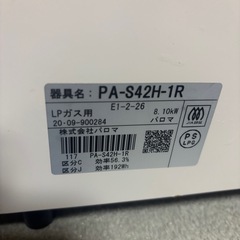 器具名：PA-S42H-1R
E1-2-26
LPガス用 8.10kW
20・09-900284 パロマ
株式会社パロマ
117 PA-S42H-1R
区分C 効率56.3%
区分J 効率192Wh
PS
LPG